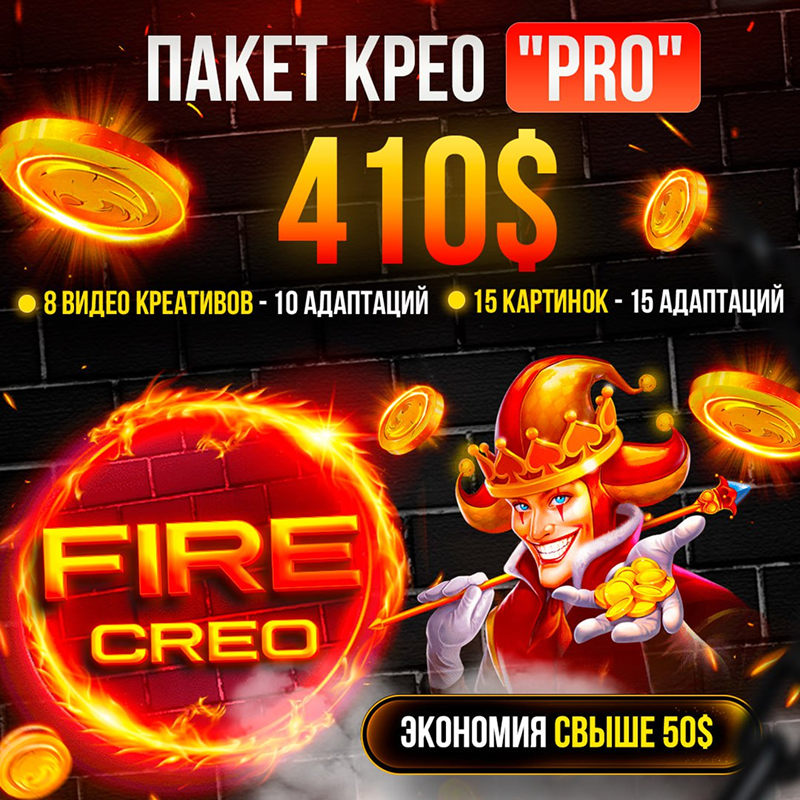 ПАКЕТ КРЕО "PRO"
410$
8 ВИДЕО КРЕАТИВОВ - 10 АДАПТАЦИЙ
15 КАРТИНОК - 15 АДАПТАЦИЙ
FIRE
CREO
ЭКОНОМИЯ СВЫШЕ 50$